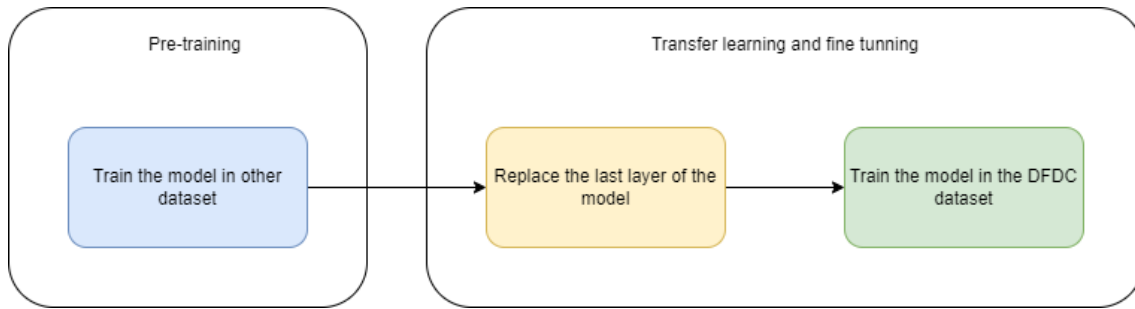 Pre-training
Transfer learning and fine tunning
Train the model in other
dataset
Replace the last layer of the
model
Train the model in the DFDC
dataset